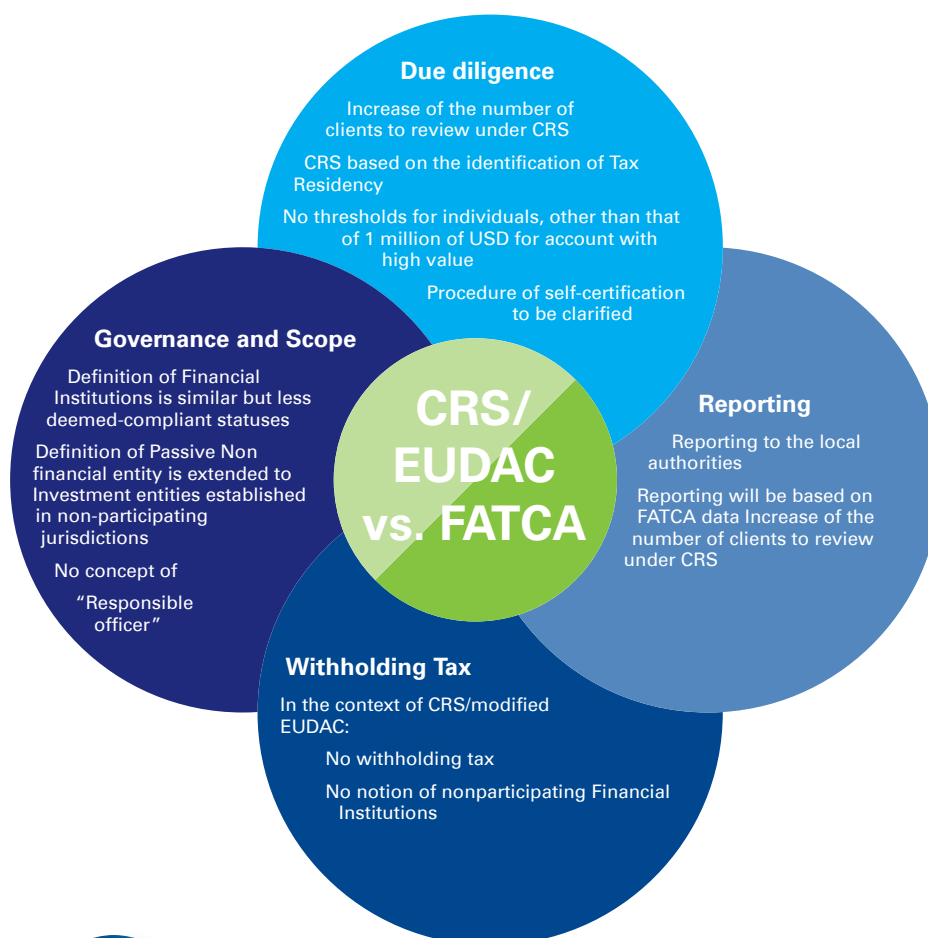 Due diligence
Increase of the number of
clients to review under CRS
CRS based on the identification of Tax
Residency
No thresholds for individuals, other than that
of 1 million of USD for account with
high value
Procedure of self-certification
to be clarified
Governance and Scope
Definition of Financial
Institutions is similar but less
deemed-compliant statuses
Definition of Passive Non
financial entity is extended to
Investment entities established
in non-participating
jurisdictions
No concept of
“Responsible
officer”
CRS/
EUDAC
vs. FATCA
Reporting
Reporting to the local
authorities
Reporting will be based on
FATCA data Increase of the
number of clients to review
under CRS
Withholding Tax
In the context of CRS/modified
EUDAC:
No withholding tax
No notion of nonparticipating Financial
Institutions